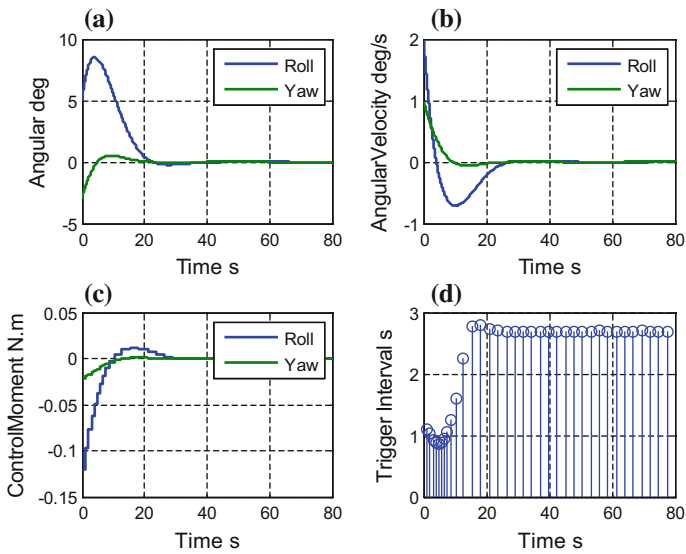 (a)
Angular deg
10
5
0
-5
0 20 40 60 80
Time s
Roll
Yaw
(b)
AngularVelocity deg/s
2
1
0
-1
0 20 40 60 80
Time s
Roll
Yaw
(c)
ControlMoment N.m
0.05
0
-0.05
-0.1
-0.15
0 20 40 60 80
Time s
Roll
Yaw
(d)
Trigger Interval s
3
2
1
0
0 20 40 60 80
Time s